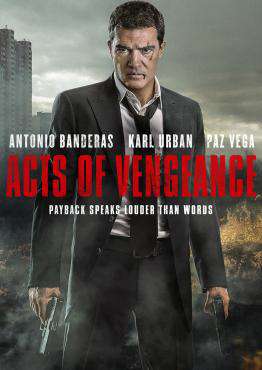 ANTONIO BANDERAS KARL URBAN PAZ VEGA
ACTS OF VENGEANCE
PAYBACK SPEAKS LOUDER THAN WORDS